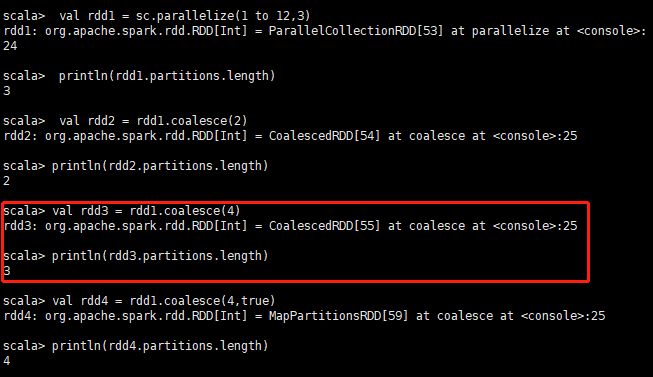 scala>  val rdd1 = sc.parallelize(1 to 12,3)
rdd1: org.apache.spark.rdd.RDD[Int] = ParallelCollectionRDD[53] at parallelize at <console>:
24
scala>  println(rdd1.partitions.length)
3
scala>  val rdd2 = rdd1.coalesce(2)
rdd2: org.apache.spark.rdd.RDD[Int] = CoalescedRDD[54] at coalesce at <console>:25
scala> println(rdd2.partitions.length)
2
scala> val rdd3 = rdd1.coalesce(4)
rdd3: org.apache.spark.rdd.RDD[Int] = CoalescedRDD[55] at coalesce at <console>:25
scala> println(rdd3.partitions.length)
3
scala> val rdd4 = rdd1.coalesce(4,true)
rdd4: org.apache.spark.rdd.RDD[Int] = MapPartitionsRDD[59] at coalesce at <console>:25
scala> println(rdd4.partitions.length)
4